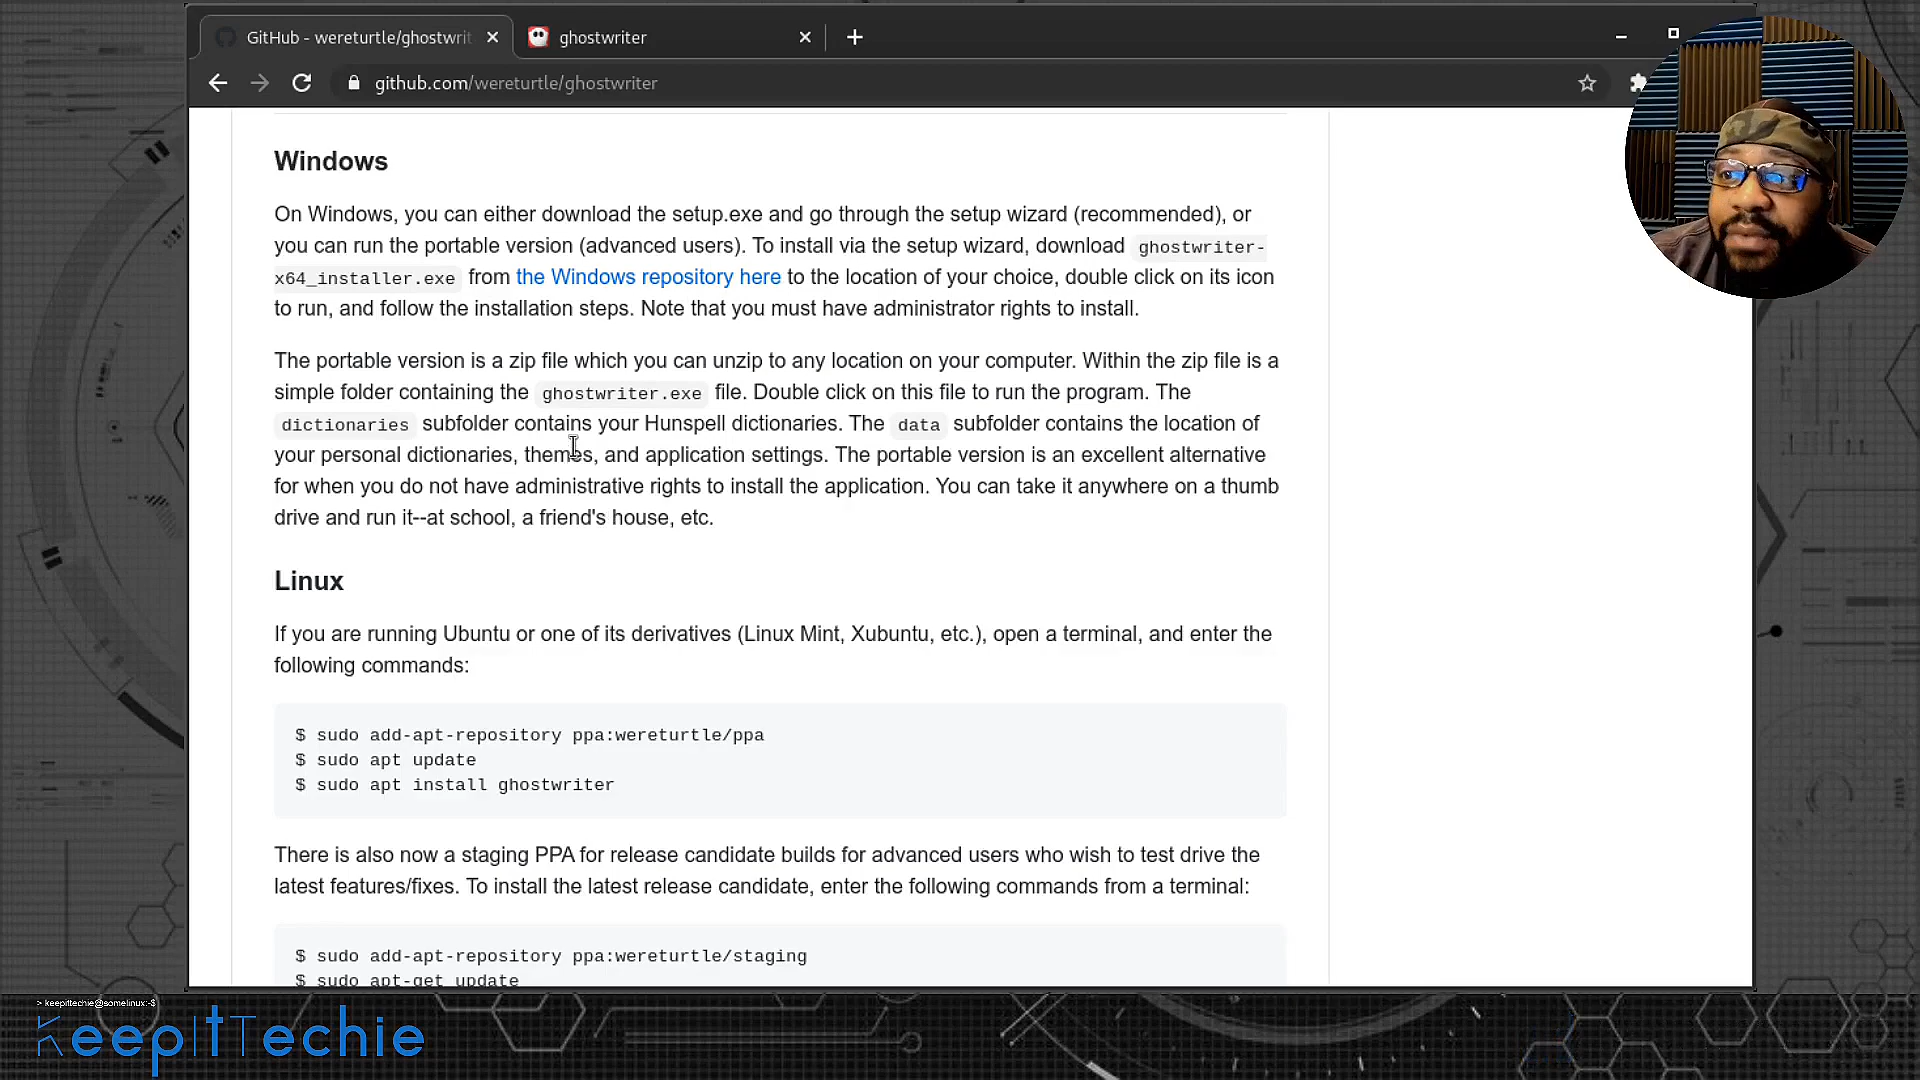 GitHub - wereturtle/ghostwrit
ghostwriter
github.com/wereturtle/ghostwriter
Windows
On Windows, you can either download the setup.exe and go through the setup wizard (recommended), or
you can run the portable version (advanced users). To install via the setup wizard, download ghostwriter-
x64_installer.exe from the Windows repository here to the location of your choice, double click on its icon
to run, and follow the installation steps. Note that you must have administrator rights to install.
The portable version is a zip file which you can unzip to any location on your computer. Within the zip file is a
simple folder containing the ghostwriter.exe file. Double click on this file to run the program. The
dictionaries subfolder contains your Hunspell dictionaries. The data subfolder contains the location of
your personal dictionaries, themes, and application settings. The portable version is an excellent alternative
for when you do not have administrative rights to install the application. You can take it anywhere on a thumb
drive and run it--at school, a friend's house, etc.
Linux
If you are running Ubuntu or one of its derivatives (Linux Mint, Xubuntu, etc.), open a terminal, and enter the
following commands:
$ sudo add-apt-repository ppa:wereturtle/ppa
$ sudo apt update
$ sudo apt install ghostwriter
There is also now a staging PPA for release candidate builds for advanced users who wish to test drive the
latest features/fixes. To install the latest release candidate, enter the following commands from a terminal:
$ sudo add-apt-repository ppa:wereturtle/staging
$ sudo apt-get update
> keepittechie@somelinux:~$
KeepItTechie